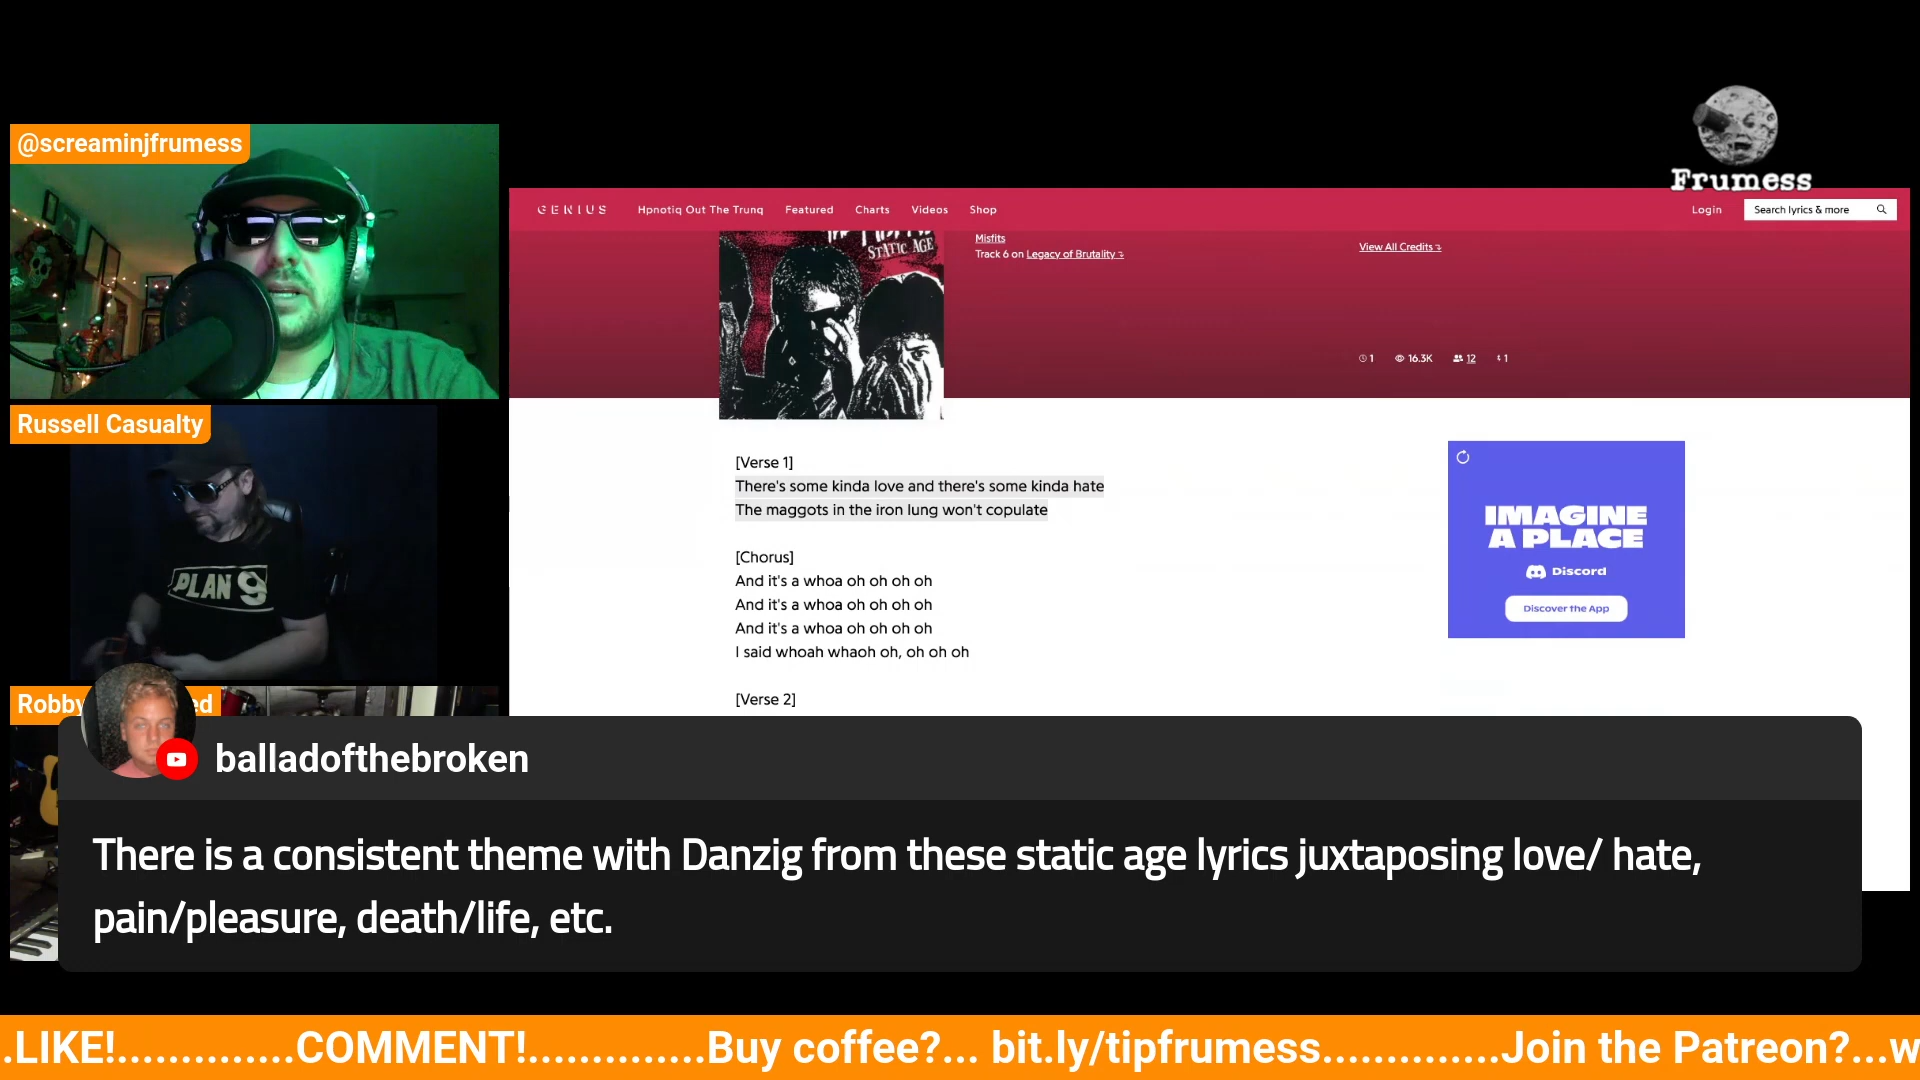 @screaminjfrumess
Frumess
GENIUS
Hpnotiq Out The Trunq
Featured
Charts
Videos
Shop
Login
Search lyrics & more
STATIC AGE
Misfits
Track 6 on Legacy of Brutality
View All Credits
1
16.3K
12
1
Russell Casualty
PLAN 9
[Verse 1]
There's some kinda love and there's some kinda hate
The maggots in the iron lung won't copulate
[Chorus]
And it's a whoa oh oh oh oh
And it's a whoa oh oh oh oh
And it's a whoa oh oh oh oh
I said whoah whaoh oh, oh oh oh
[Verse 2]
IMAGINE
A PLACE
Discord
Discover the App
Robby
balladofthebroken
There is a consistent theme with Danzig from these static age lyrics juxtaposing love/ hate,
pain/pleasure, death/life, etc.
.LIKE!..............COMMENT!..............Buy coffee?... bit.ly/tipfrumess..............Join the Patreon?...w